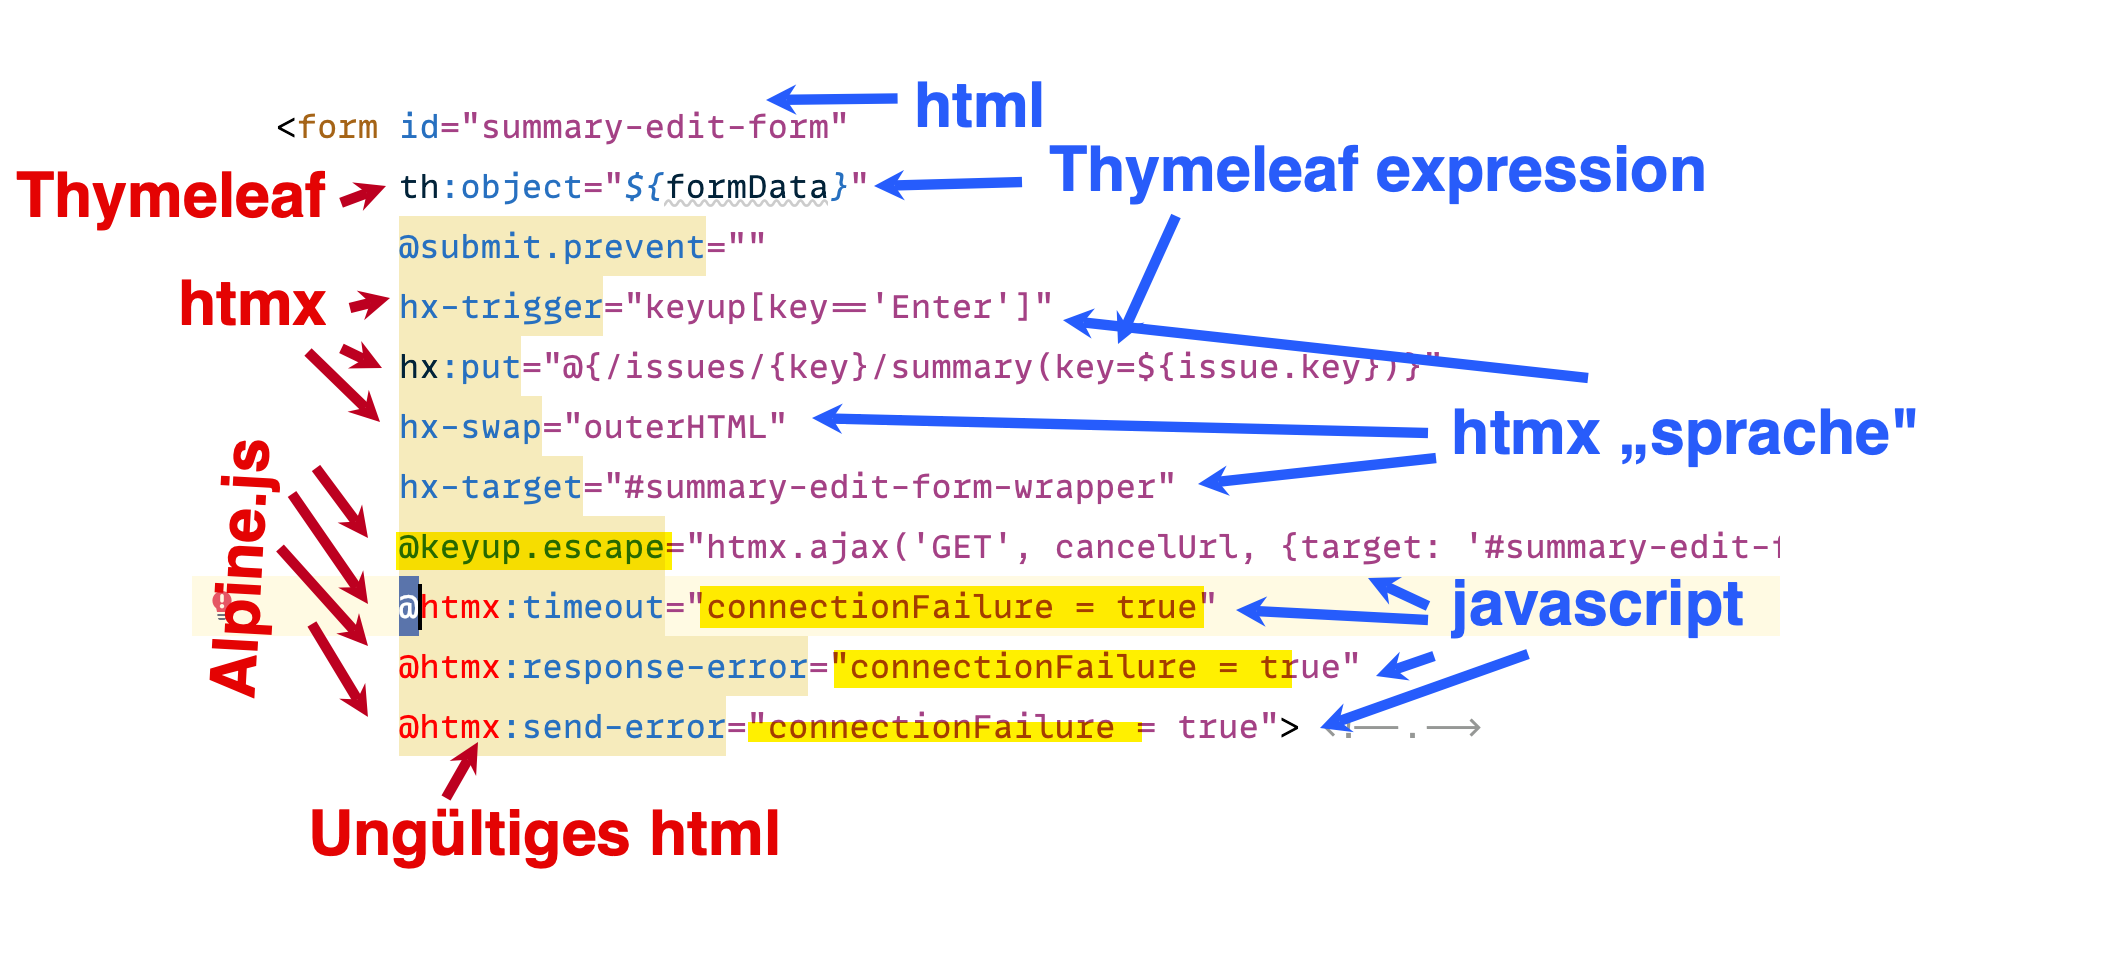 html
<form id="summary-edit-form"
Thymeleaf expression
Thymeleaf
th:object="${formData}"
@submit.prevent=""
htmx
hx-trigger="keyup[key=='Enter']"
hx:put="@{/issues/{key}/summary(key=${issue.key})}"
hx-swap="outerHTML"
htmx „sprache"
hx-target="#summary-edit-form-wrapper"
Alpine.js
@keyup.escape="htmx.ajax('GET', cancelUrl, {target: '#summary-edit-f
@htmx:timeout="connectionFailure = true"
javascript
@htmx:response-error="connectionFailure = true"
@htmx:send-error="connectionFailure = true"> <!-- . -->
Ungültiges html